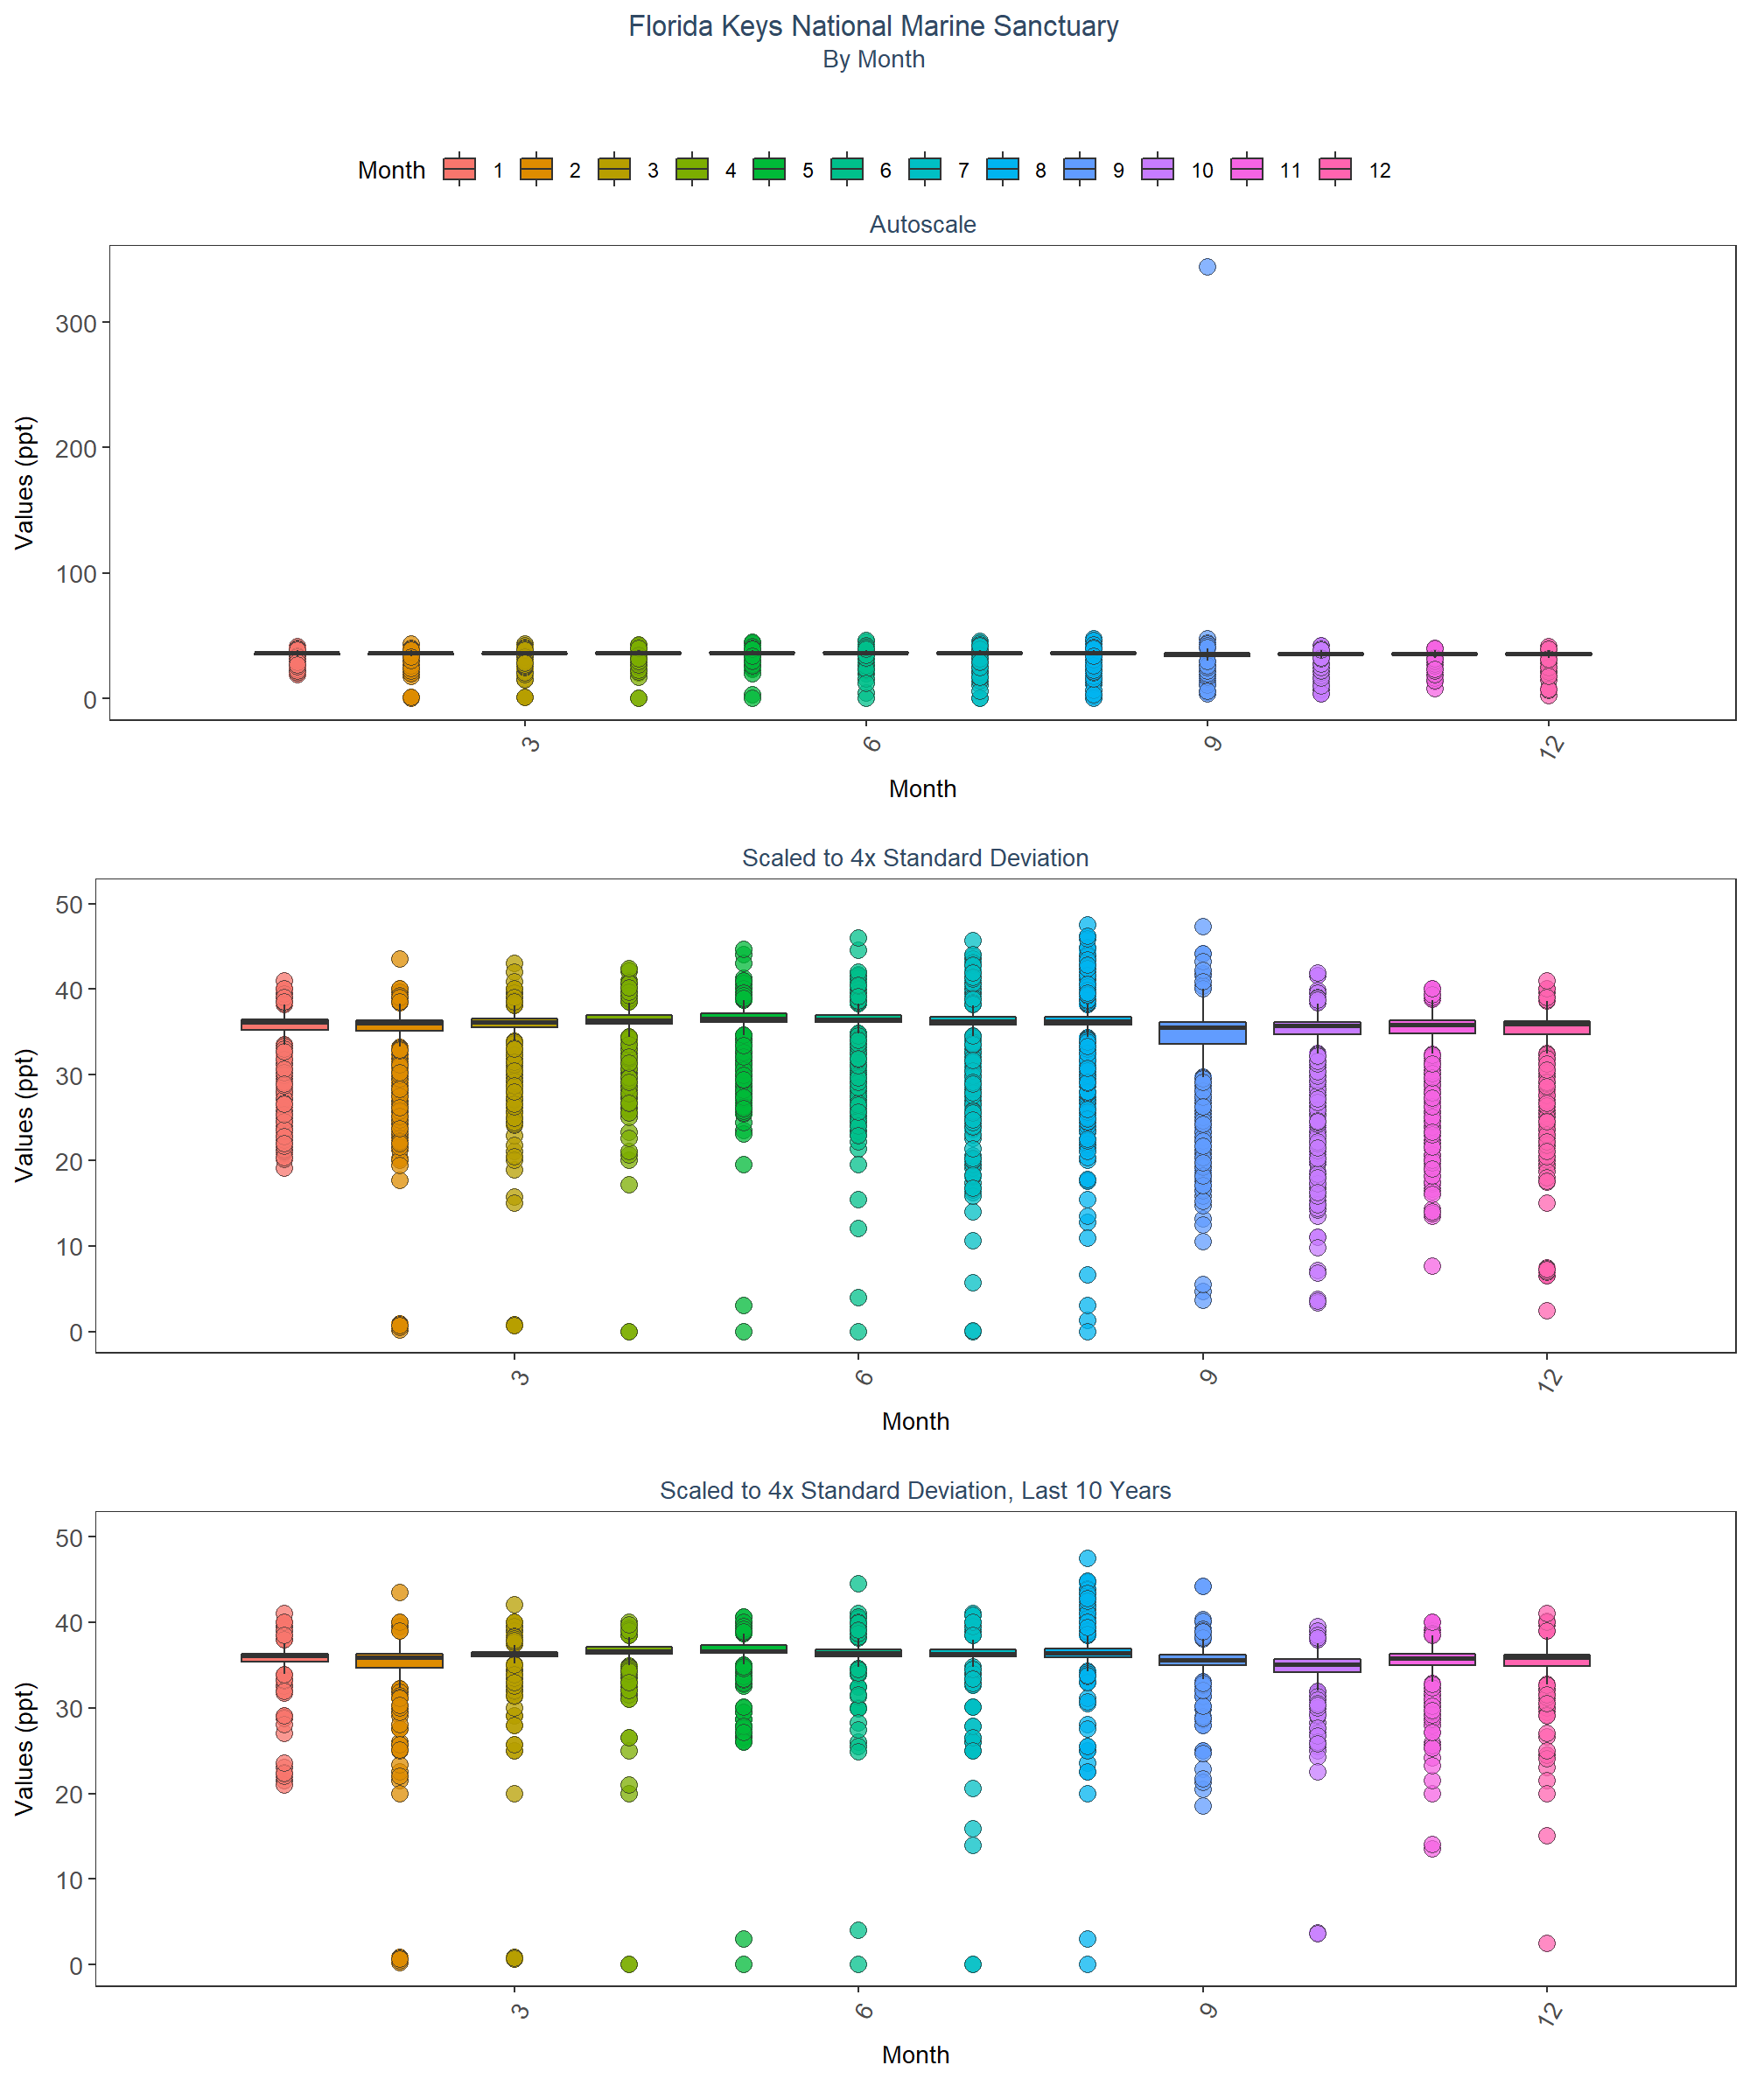 Florida Keys National Marine Sanctuary
By Month
Month 1 2 3 4 5 6 7 8 9 10 11 12
Autoscale
Values (ppt)
300
200
100
0
3 6 9 12
Month
Scaled to 4x Standard Deviation
Values (ppt)
50
40
30
20
10
0
3 6 9 12
Month
Scaled to 4x Standard Deviation, Last 10 Years
Values (ppt)
50
40
30
20
10
0
3 6 9 12
Month